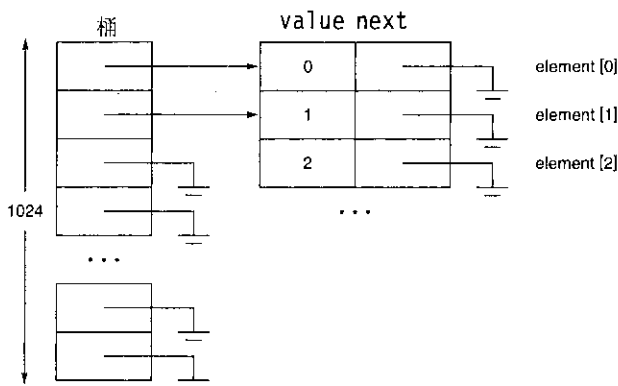 桶
value next
0
element [0]
1
element [1]
2
element [2]
1024
• • •
• • •